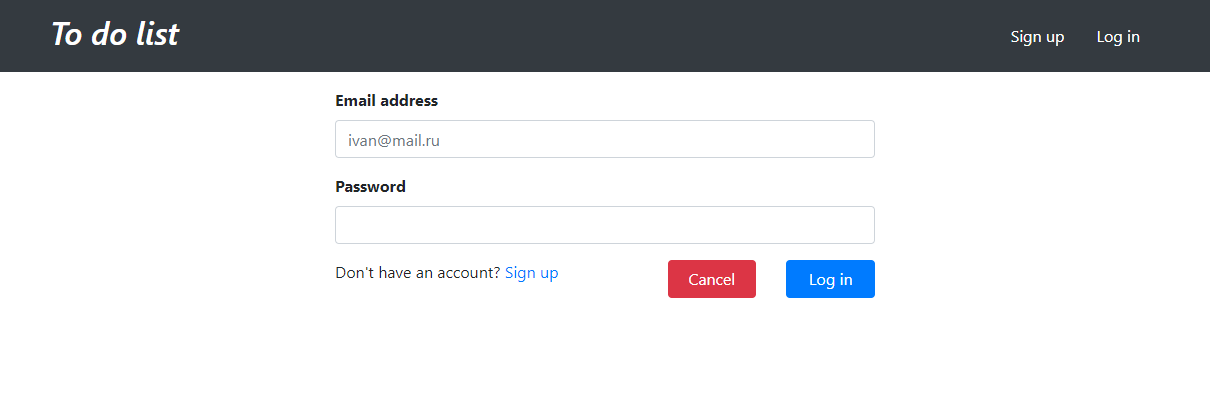 To do list
Sign up Log in
Email address
ivan@mail.ru
Password
Don't have an account? Sign up
Cancel
Log in